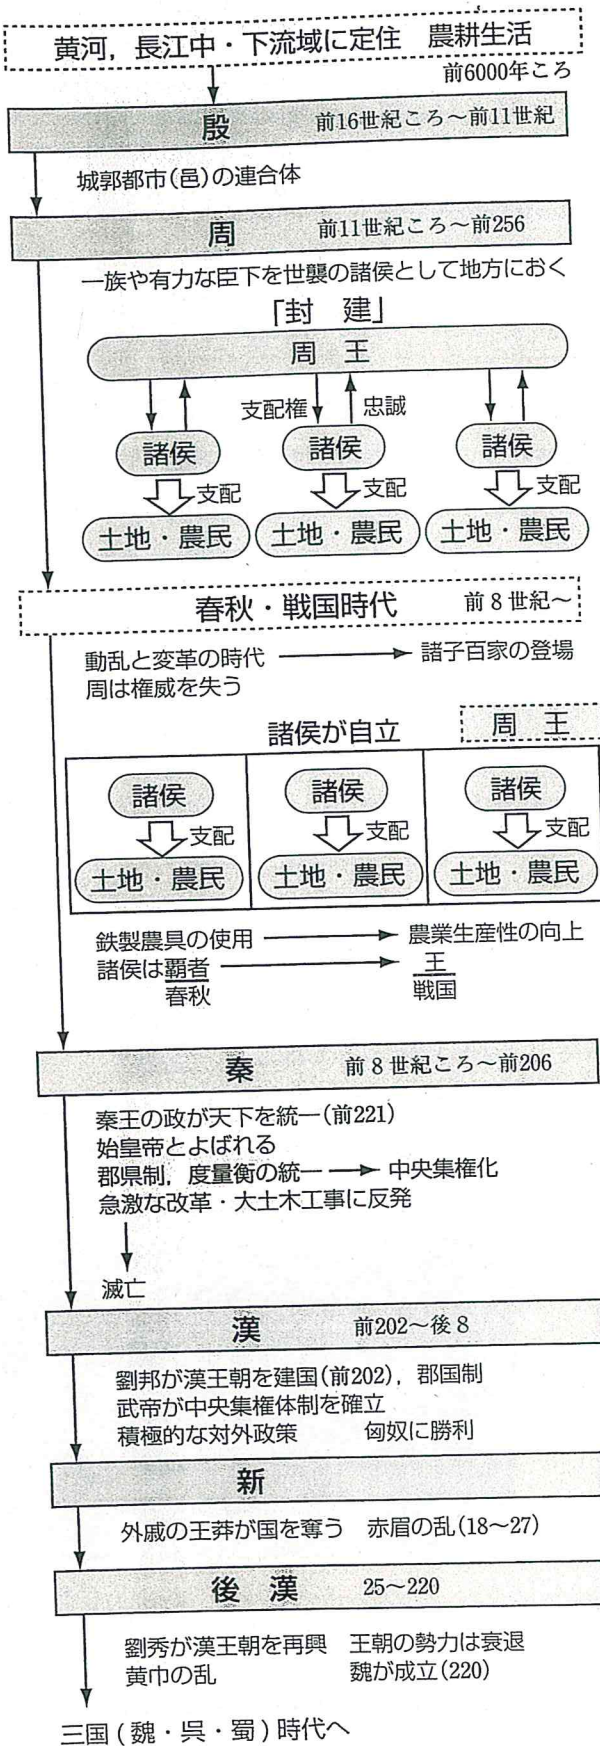 黄河，長江中・下流域に定住　農耕生活
前6000年ころ
殷　前16世紀ころ～前11世紀
城郭都市(邑)の連合体
周　前11世紀ころ～前256
一族や有力な臣下を世襲の諸侯として地方におく
「封　建」
周　王
支配権　忠誠
諸侯　諸侯　諸侯
支配　支配　支配
土地・農民　土地・農民　土地・農民
春秋・戦国時代　前８世紀～
動乱と変革の時代　諸子百家の登場
周は権威を失う
諸侯が自立　周　王
諸侯　諸侯　諸侯
支配　支配　支配
土地・農民　土地・農民　土地・農民
鉄製農具の使用　農業生産性の向上
諸侯は覇者　王
春秋　戦国
秦　前８世紀ころ～前206
秦王の政が天下を統一(前221)
始皇帝とよばれる
郡県制，度量衡の統一　中央集権化
急激な改革・大土木工事に反発
滅亡
漢　前202～後８
劉邦が漢王朝を建国(前202)，郡国制
武帝が中央集権体制を確立
積極的な対外政策　匈奴に勝利
新
外戚の王莽が国を奪う　赤眉の乱(18～27)
後　漢　25～220
劉秀が漢王朝を再興　王朝の勢力は衰退
黄巾の乱　魏が成立(220)
三国(魏・呉・蜀)時代へ